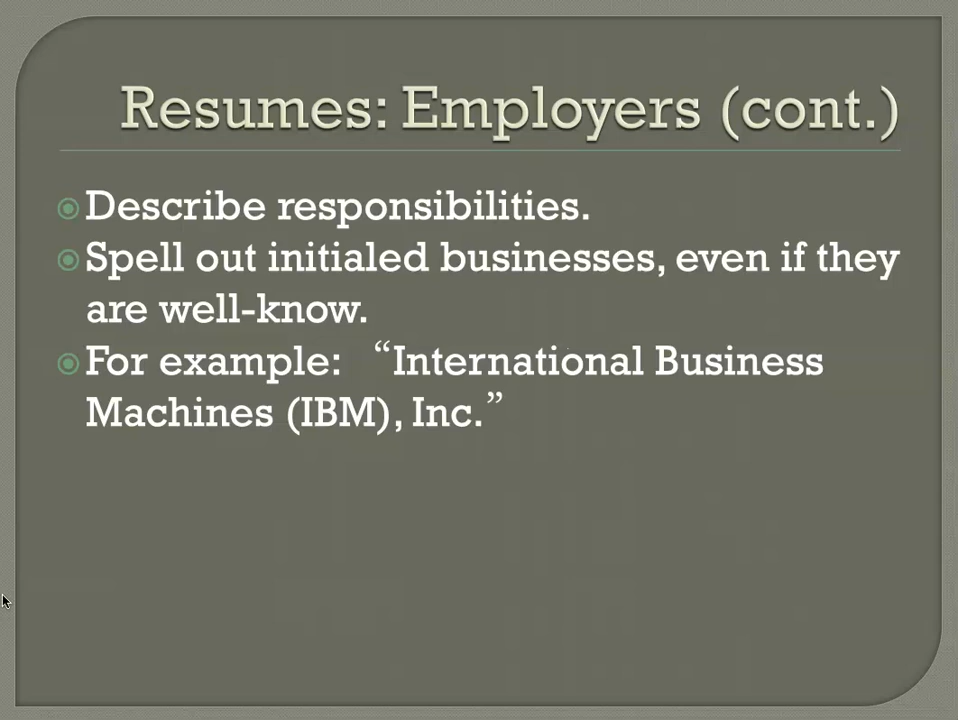 Resumes: Employers (cont.)
Describe responsibilities.
Spell out initialed businesses, even if they
are well-know.
For example: “International Business
Machines (IBM), Inc.”